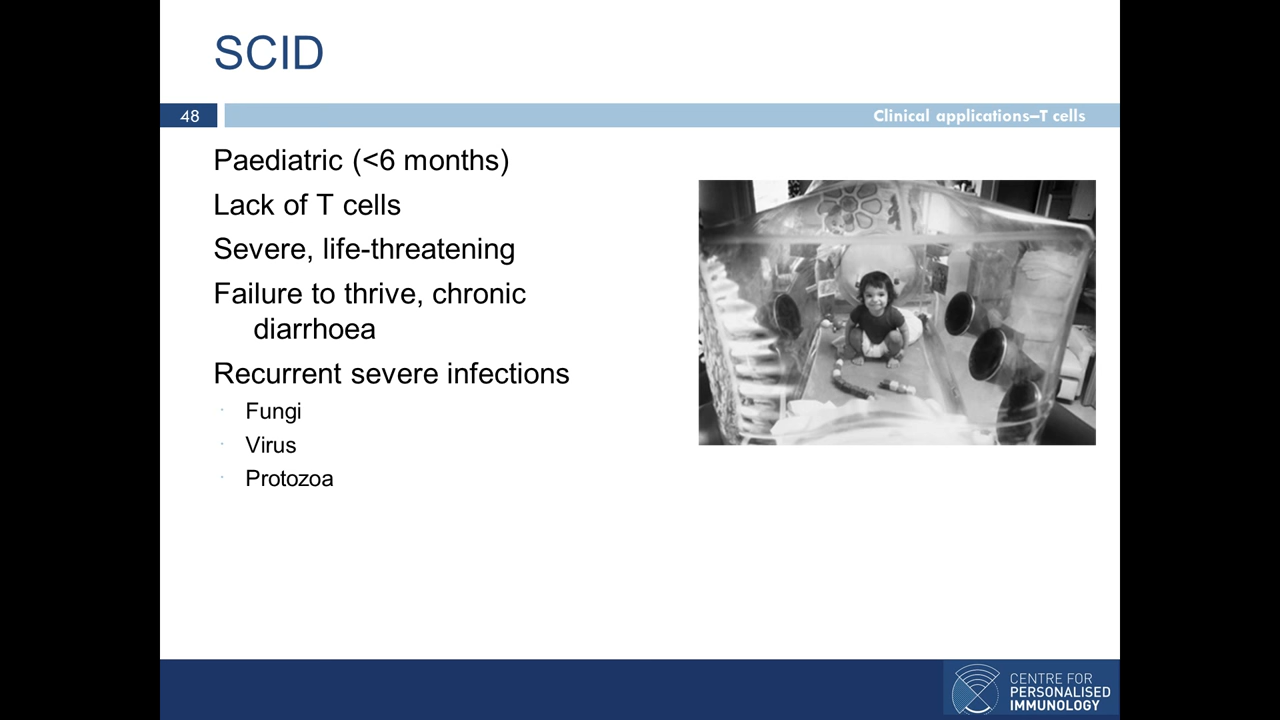 SCID
48
Clinical applications–T cells
Paediatric (<6 months)
Lack of T cells
Severe, life-threatening
Failure to thrive, chronic
diarrhoea
Recurrent severe infections
· Fungi
· Virus
· Protozoa
CENTRE FOR
PERSONALISED
IMMUNOLOGY